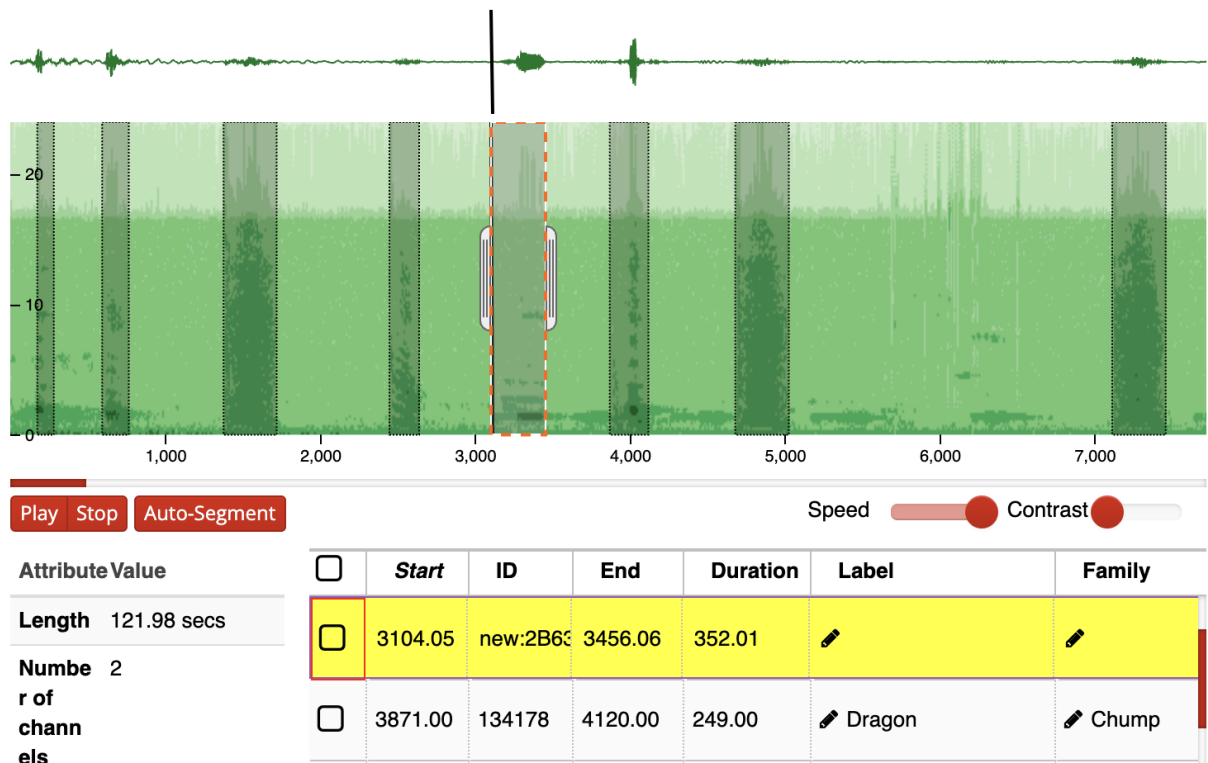 20
10
0
1,000 2,000 3,000 4,000 5,000 6,000 7,000
Play Stop Auto-Segment Speed Contrast
Attribute Value
Length 121.98 secs
Numbe 2
r of
chann
els
Start ID End Duration Label Family
3104.05 new:2B63 3456.06 352.01
3871.00 134178 4120.00 249.00 Dragon Chump